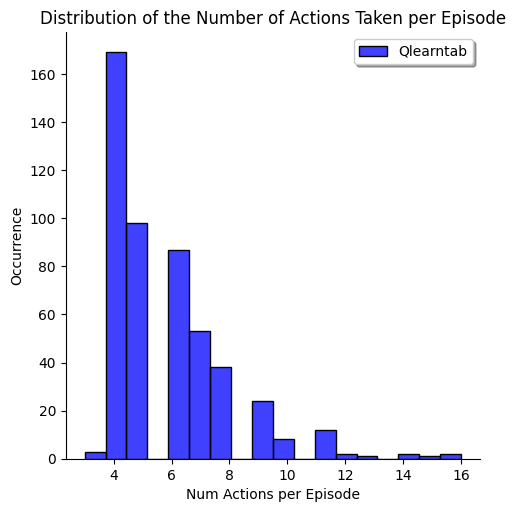 Distribution of the Number of Actions Taken per Episode
Qlearntab
160
140
120
100
80
60
40
20
0
Occurrence
4 6 8 10 12 14 16
Num Actions per Episode